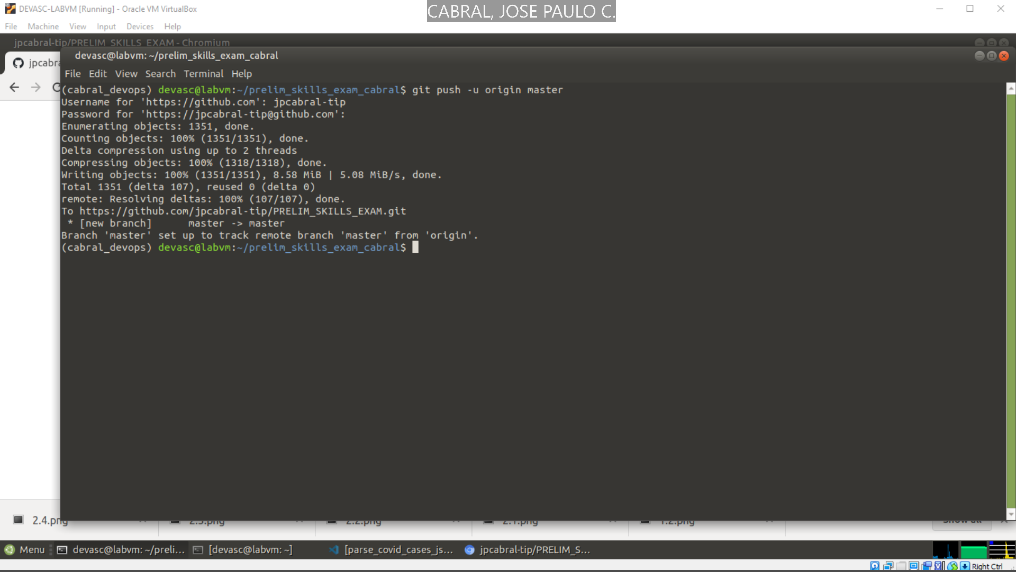 DEVASC-LABVM [Running] - Oracle VM VirtualBox
CABRAL, JOSE PAULO C.
File Machine View Input Devices Help
jpcabral-tip/PRELIM_SKILLS_EXAM - Chromium
jpcabra
devasc@labvm: ~/prelim_skills_exam_cabral
File Edit View Search Terminal Help
(cabral_devops) devasc@labvm:~/prelim_skills_exam_cabral$ git push -u origin master
Username for 'https://github.com': jpcabral-tip
Password for 'https://jpcabral-tip@github.com':
Enumerating objects: 1351, done.
Counting objects: 100% (1351/1351), done.
Delta compression using up to 2 threads
Compressing objects: 100% (1318/1318), done.
Writing objects: 100% (1351/1351), 8.58 MiB | 5.08 MiB/s, done.
Total 1351 (delta 107), reused 0 (delta 0)
remote: Resolving deltas: 100% (107/107), done.
To https://github.com/jpcabral-tip/PRELIM_SKILLS_EXAM.git
* [new branch] master -> master
Branch 'master' set up to track remote branch 'master' from 'origin'.
(cabral_devops) devasc@labvm:~/prelim_skills_exam_cabral$
2.4.png 2.3.png 2.2.png 2.1.png 1.2.png
Menu devasc@labvm: ~/preli... [devasc@labvm: ~] [parse_covid_cases_js... jpcabral-tip/PRELIM_S...
Right Ctrl